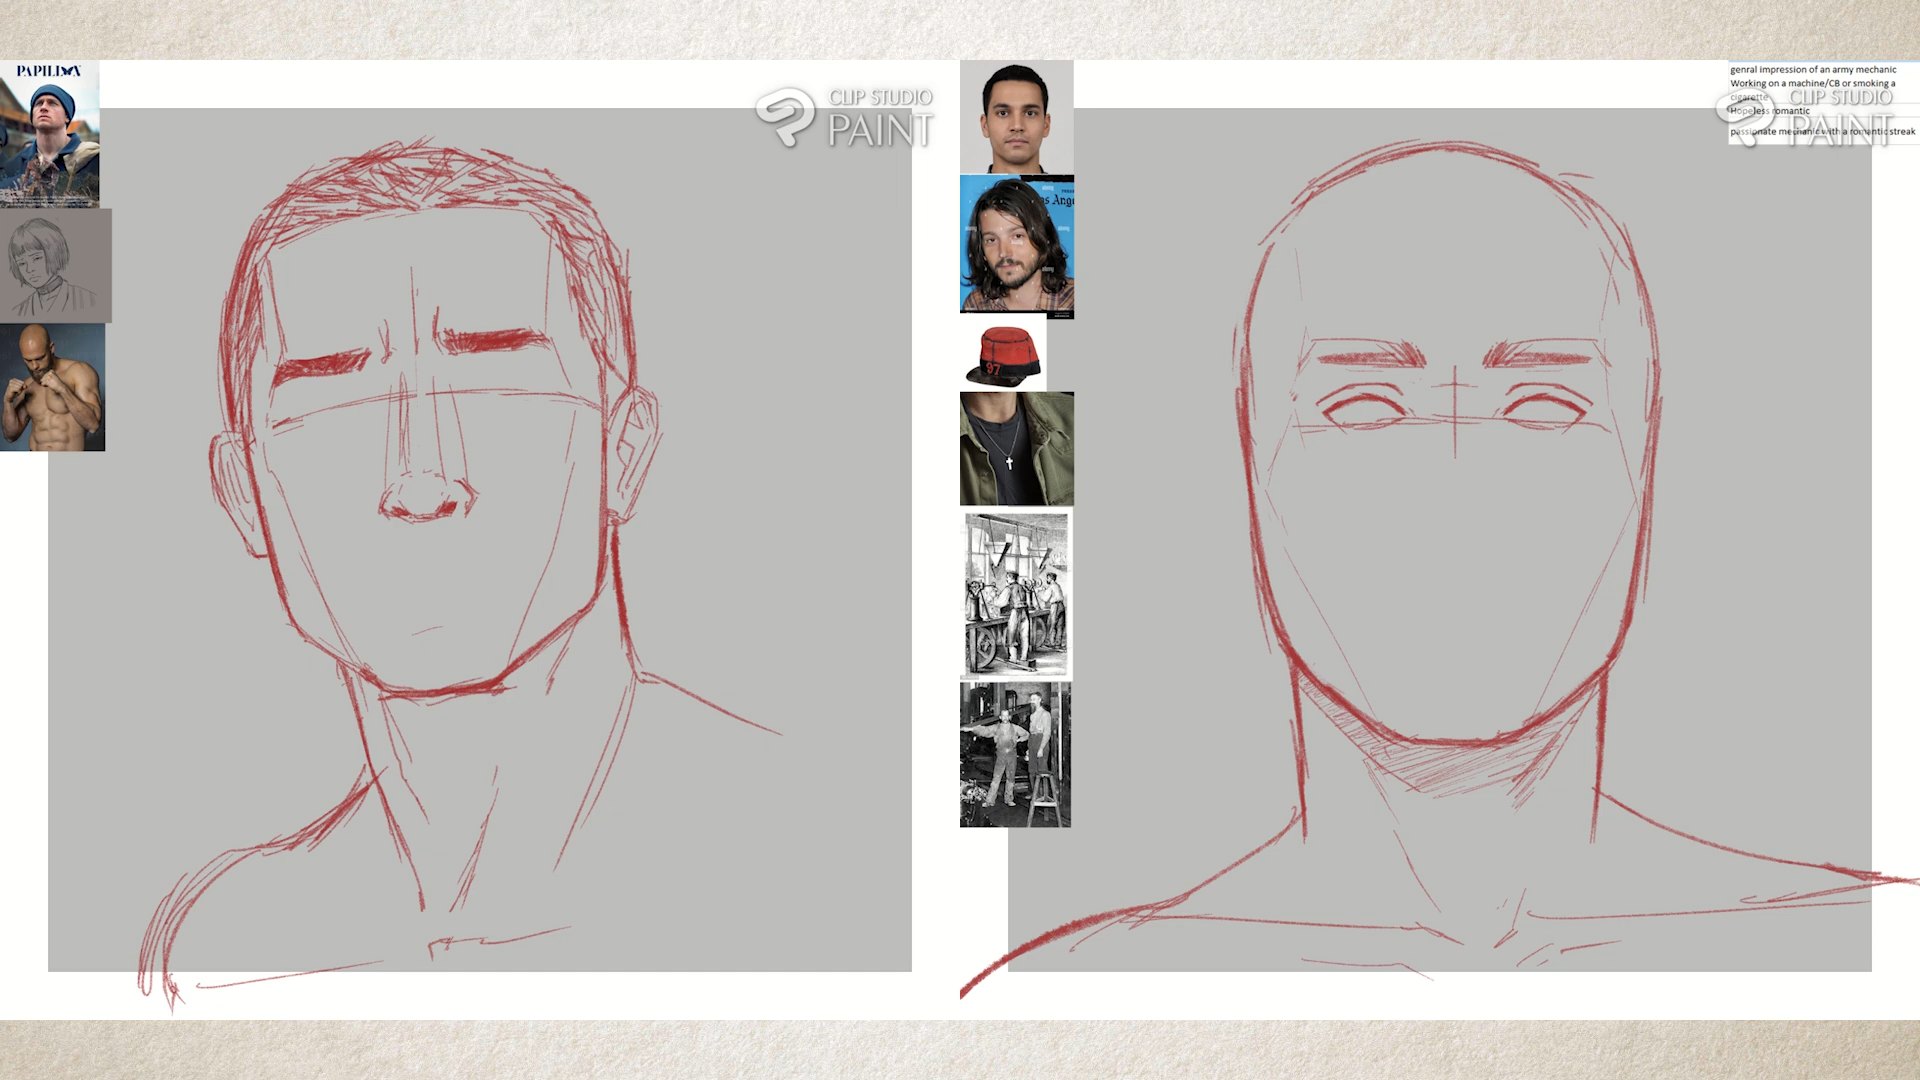 PAPILLON
CLIP STUDIO
PAINT
os Ange
97
genral impression of an army mechanic
Working on a machine/CB or smoking a
cigarette
Hopeless romantic
passionate mechanic with a romantic streak
CLIP STUDIO
PAINT